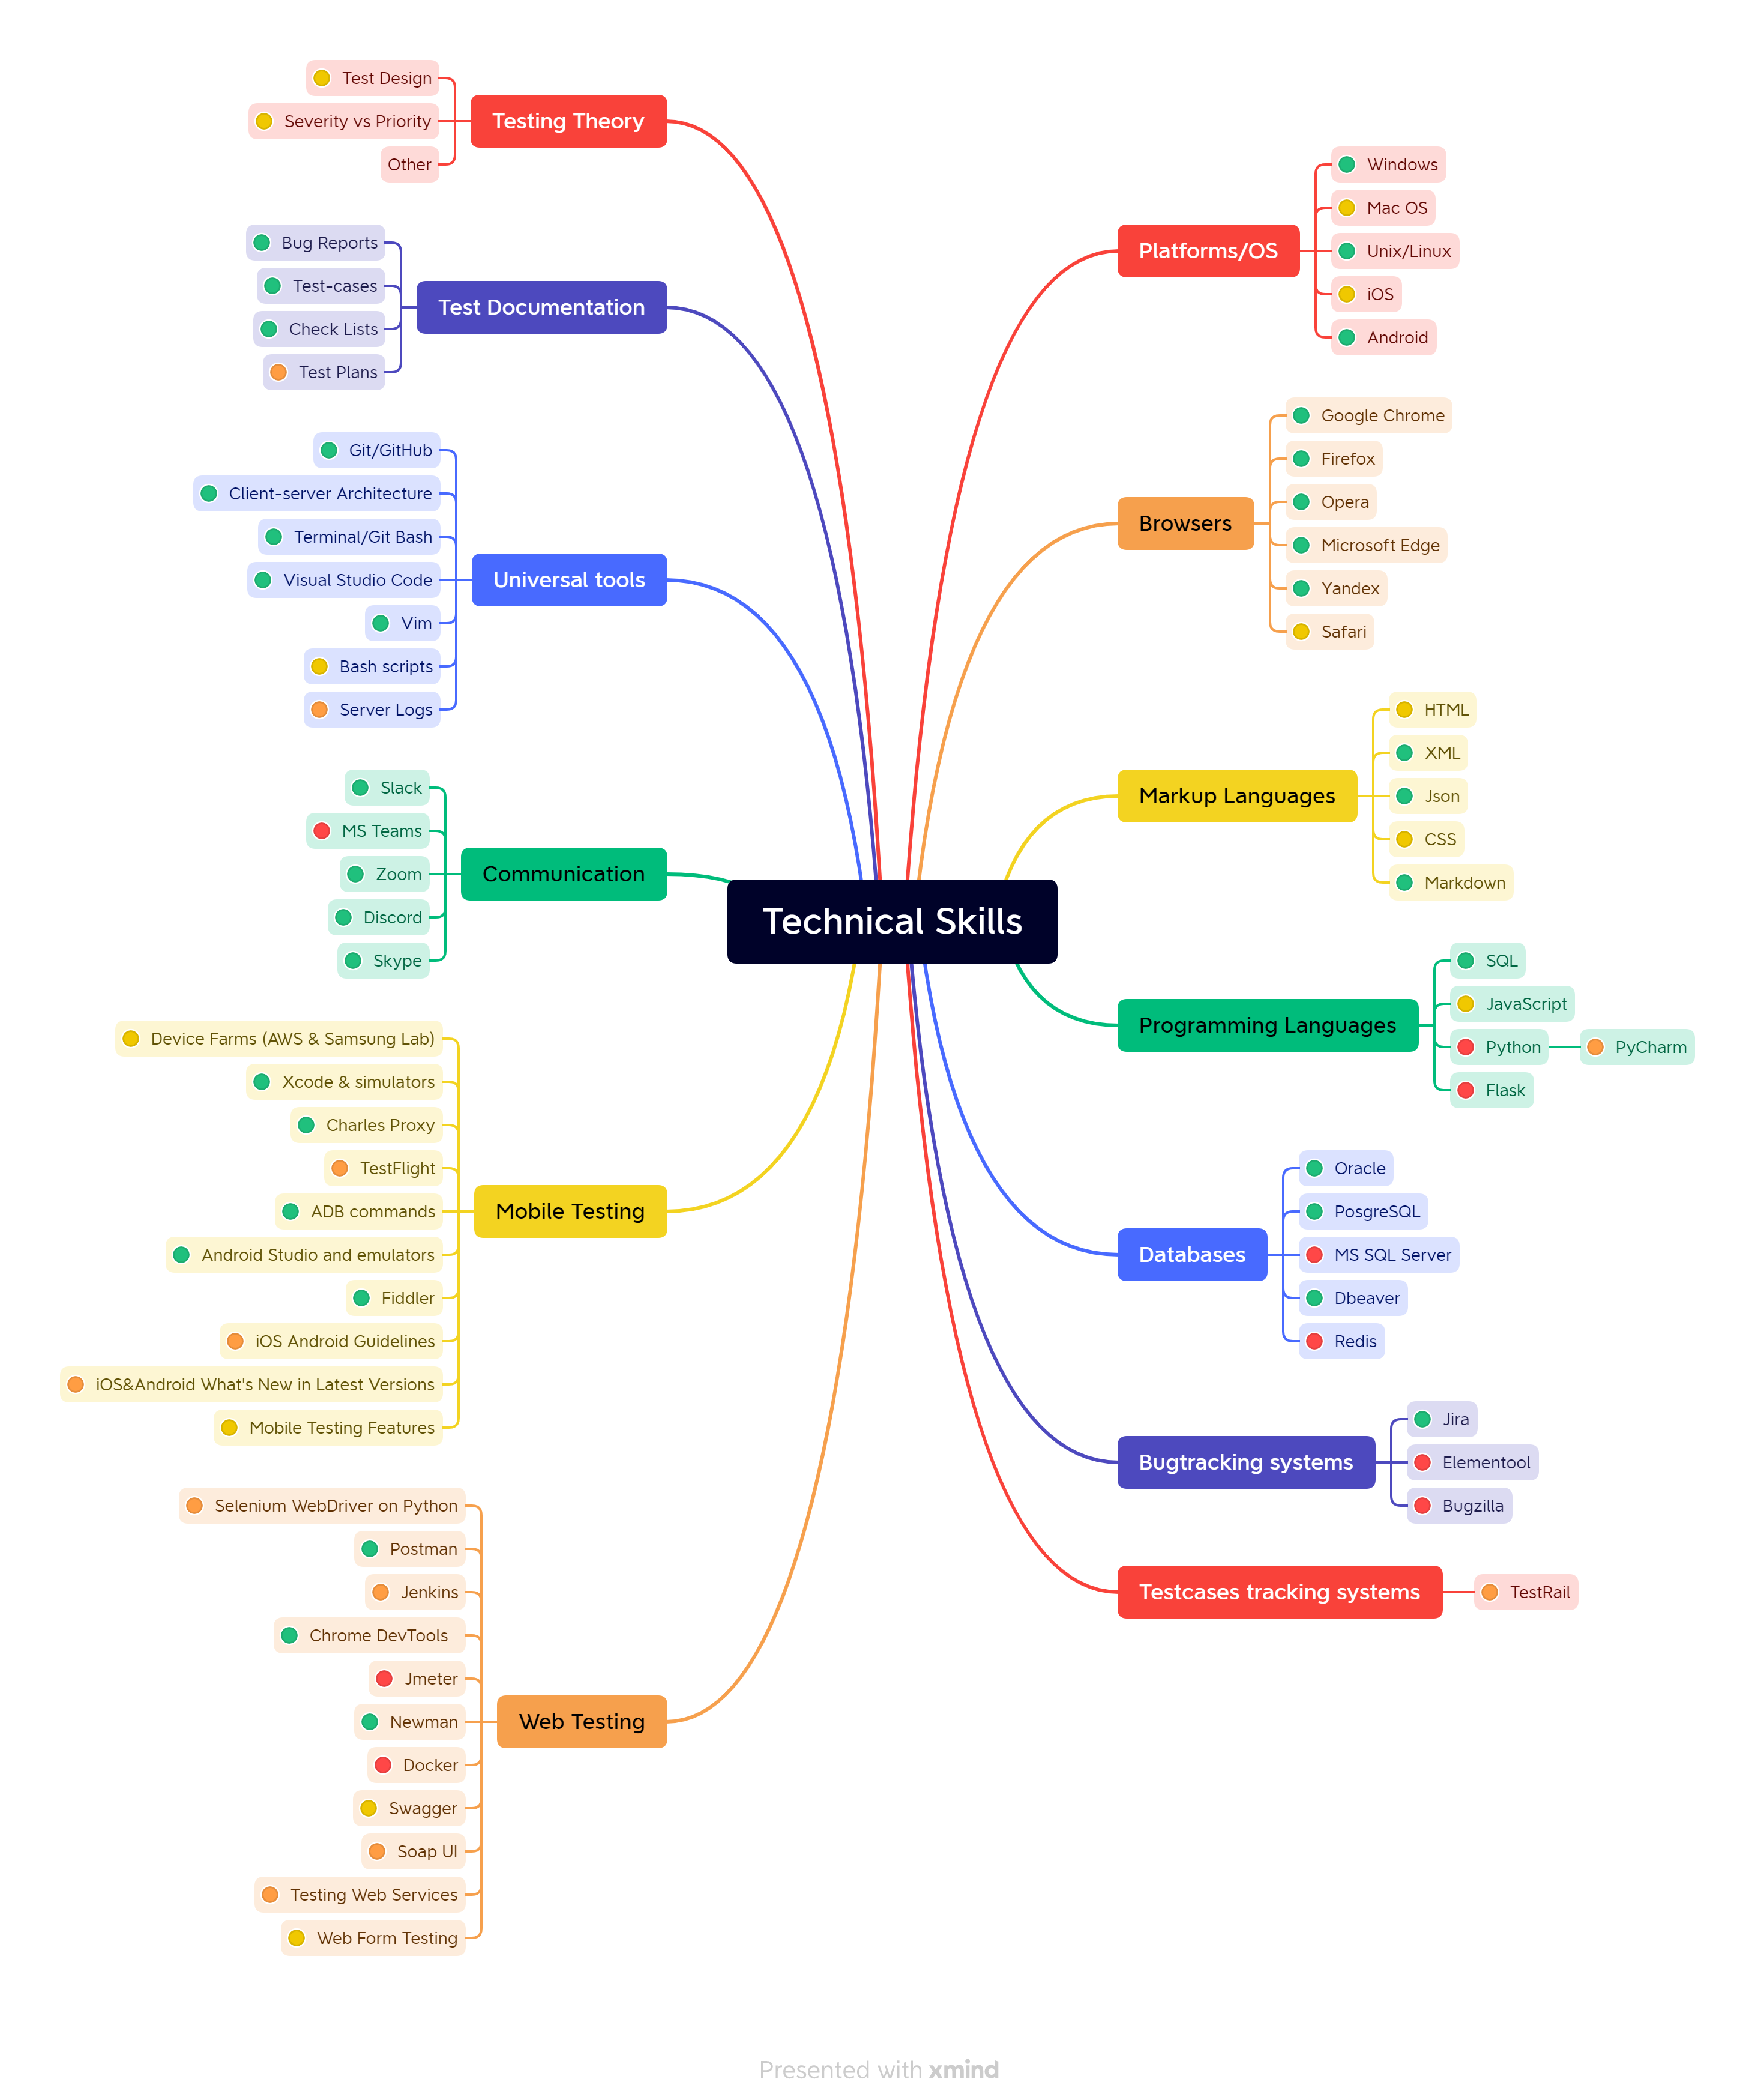 Technical Skills
Testing Theory
Test Design
Severity vs Priority
Other
Test Documentation
Bug Reports
Test-cases
Check Lists
Test Plans
Universal tools
Git/GitHub
Client-server Architecture
Terminal/Git Bash
Visual Studio Code
Vim
Bash scripts
Server Logs
Communication
Slack
MS Teams
Zoom
Discord
Skype
Mobile Testing
Device Farms (AWS & Samsung Lab)
Xcode & simulators
Charles Proxy
TestFlight
ADB commands
Android Studio and emulators
Fiddler
iOS Android Guidelines
iOS&Android What's New in Latest Versions
Mobile Testing Features
Web Testing
Selenium WebDriver on Python
Postman
Jenkins
Chrome DevTools
Jmeter
Newman
Docker
Swagger
Soap UI
Testing Web Services
Web Form Testing
Platforms/OS
Windows
Mac OS
Unix/Linux
iOS
Android
Browsers
Google Chrome
Firefox
Opera
Microsoft Edge
Yandex
Safari
Markup Languages
HTML
XML
Json
CSS
Markdown
Programming Languages
SQL
JavaScript
Python
PyCharm
Flask
Databases
Oracle
PosgreSQL
MS SQL Server
Dbeaver
Redis
Bugtracking systems
Jira
Elementool
Bugzilla
Testcases tracking systems
TestRail
Presented with xmind